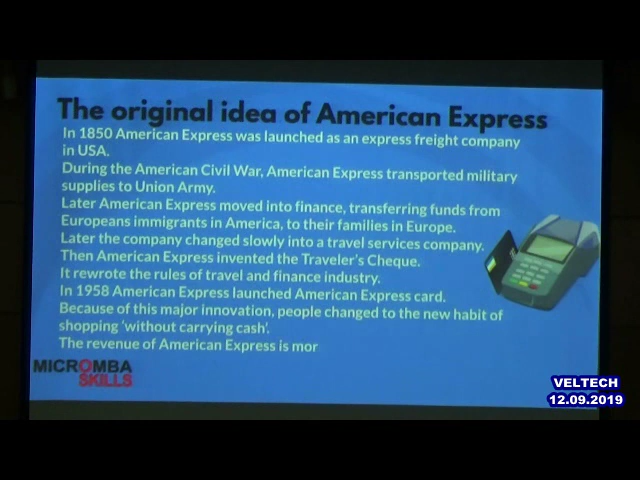 The original idea of American Express
In 1850 American Express was launched as an express freight company
in USA.
During the American Civil War, American Express transported military
supplies to Union Army.
Later American Express moved into finance, transferring funds from
Europeans immigrants in America, to their families in Europe.
Later the company changed slowly into a travel services company.
Then American Express invented the Traveler's Cheque.
It rewrote the rules of travel and finance industry.
In 1958 American Express launched American Express card.
Because of this major innovation, people changed to the new habit of
shopping 'without carrying cash'.
The revenue of American Express is mor
MICROMBA
SKILLS
VELTECH
12.09.2019